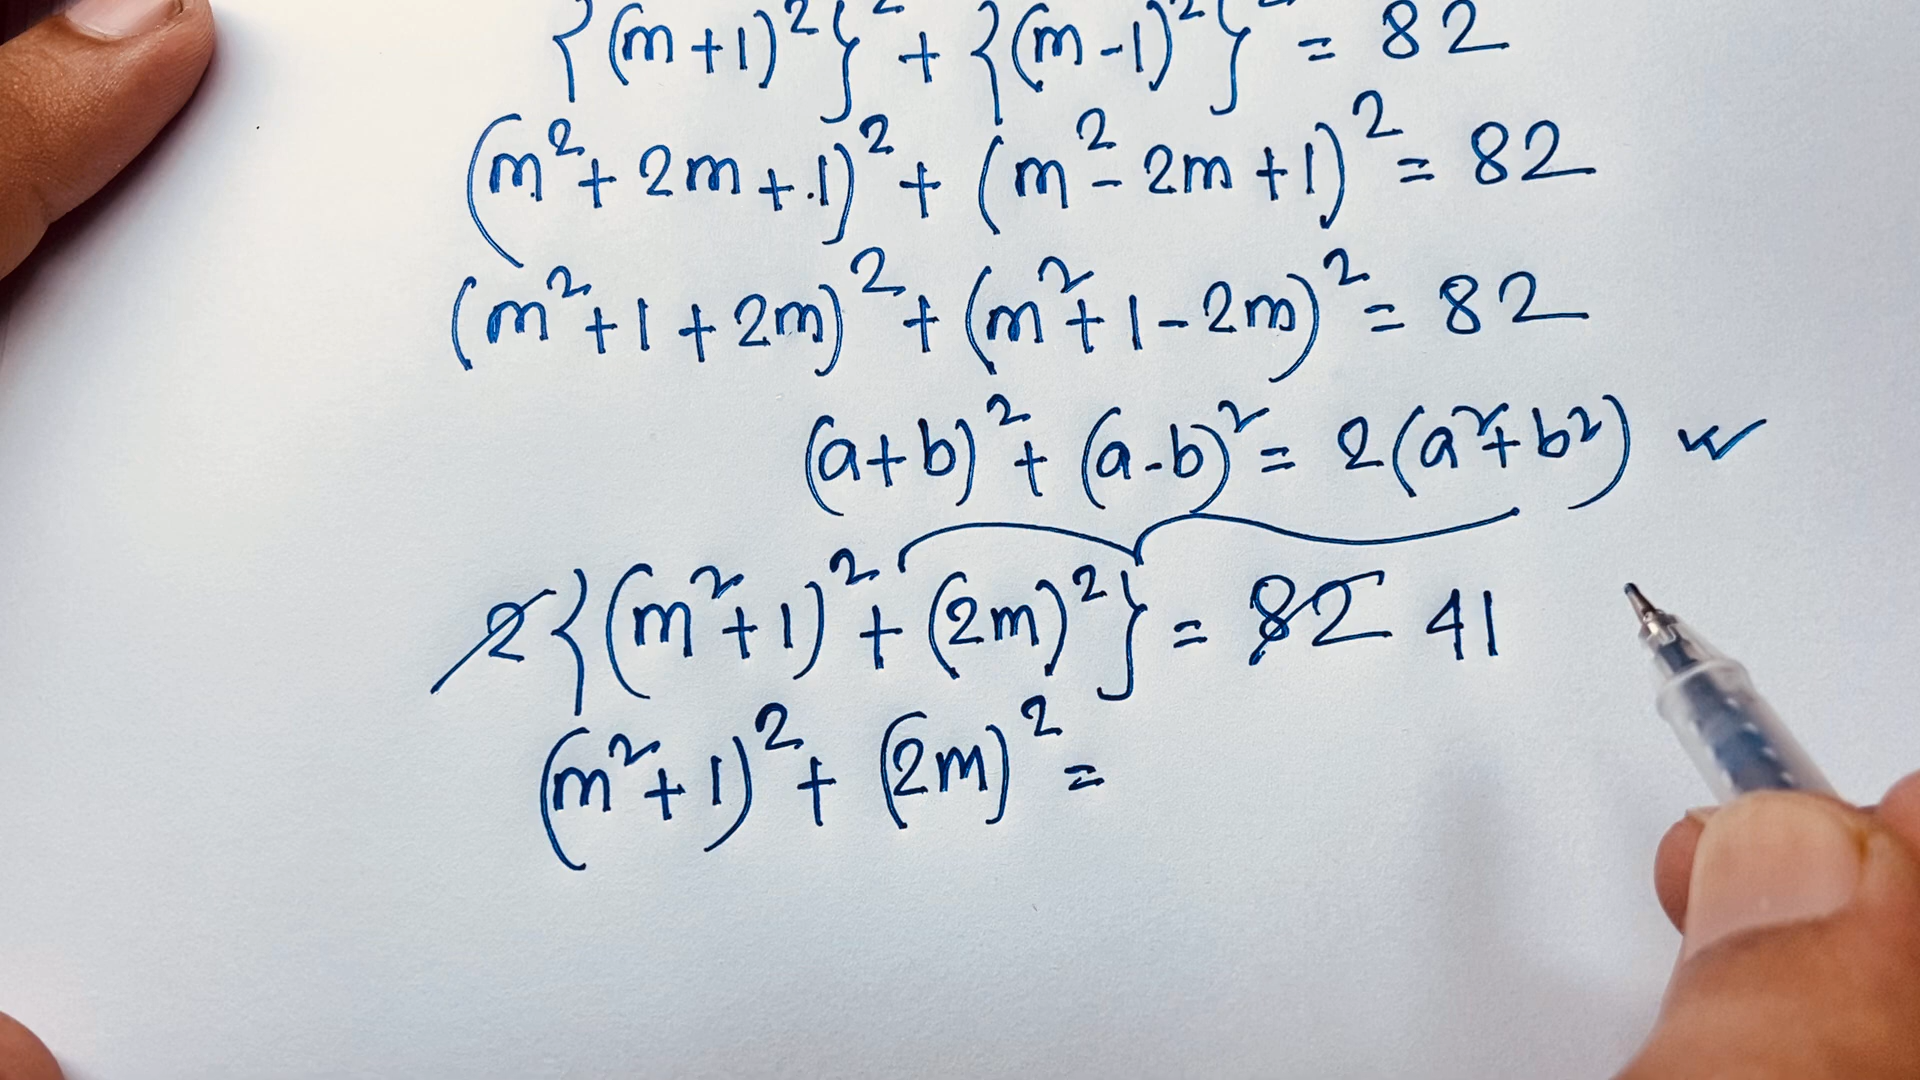 {(m+1)²}² + {(m-1)²}² = 82
(m²+2m+1)² + (m²-2m+1)² = 82
(m²+1+2m)² + (m²+1-2m)² = 82
(a+b)² + (a-b)² = 2(a²+b²) ✓
2{(m²+1)² + (2m)²} = 82 41
(m²+1)² + (2m)² =